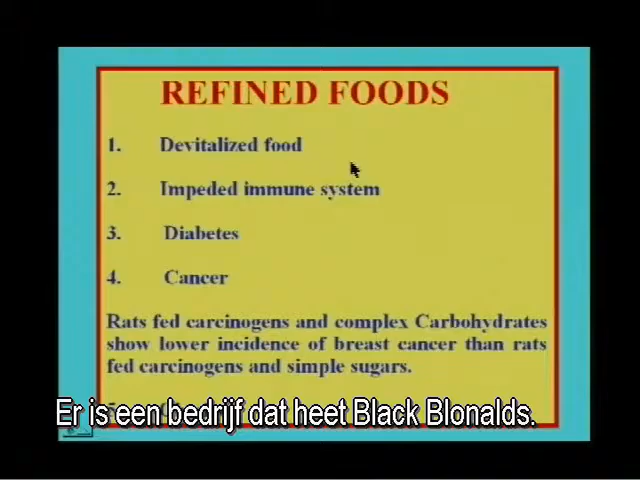 REFINED FOODS
1. Devitalized food
2. Impeded immune system
3. Diabetes
4. Cancer
Rats fed carcinogens and complex Carbohydrates
show lower incidence of breast cancer than rats
fed carcinogens and simple sugars.
Er is een bedrijf dat heet Black Blonalds.